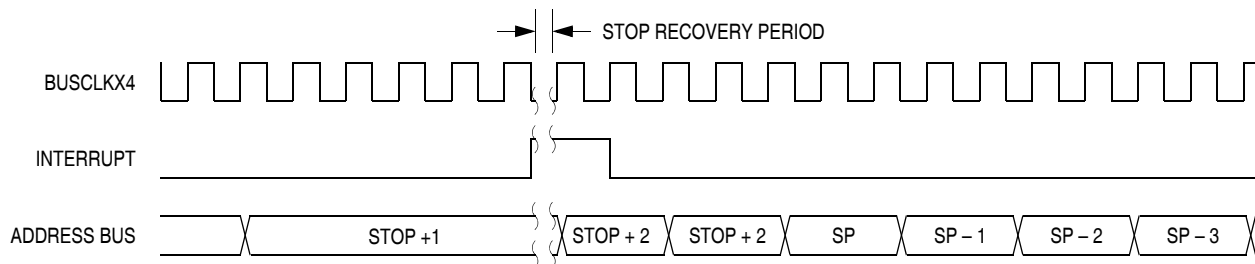 STOP RECOVERY PERIOD
BUSCLKX4
INTERRUPT
ADDRESS BUS STOP +1 STOP + 2 STOP + 2 SP SP – 1 SP – 2 SP – 3